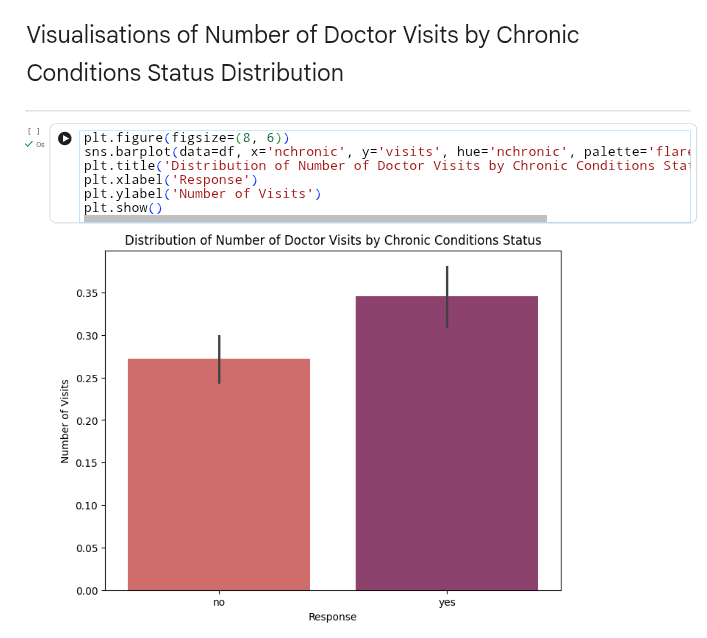 Visualisations of Number of Doctor Visits by Chronic
Conditions Status Distribution
[ ]
0s
plt.figure(figsize=(8, 6))
sns.barplot(data=df, x='nchronic', y='visits', hue='nchronic', palette='flare
plt.title('Distribution of Number of Doctor Visits by Chronic Conditions Stat
plt.xlabel('Response')
plt.ylabel('Number of Visits')
plt.show()
Distribution of Number of Doctor Visits by Chronic Conditions Status
Number of Visits
0.35
0.30
0.25
0.20
0.15
0.10
0.05
0.00
no yes
Response